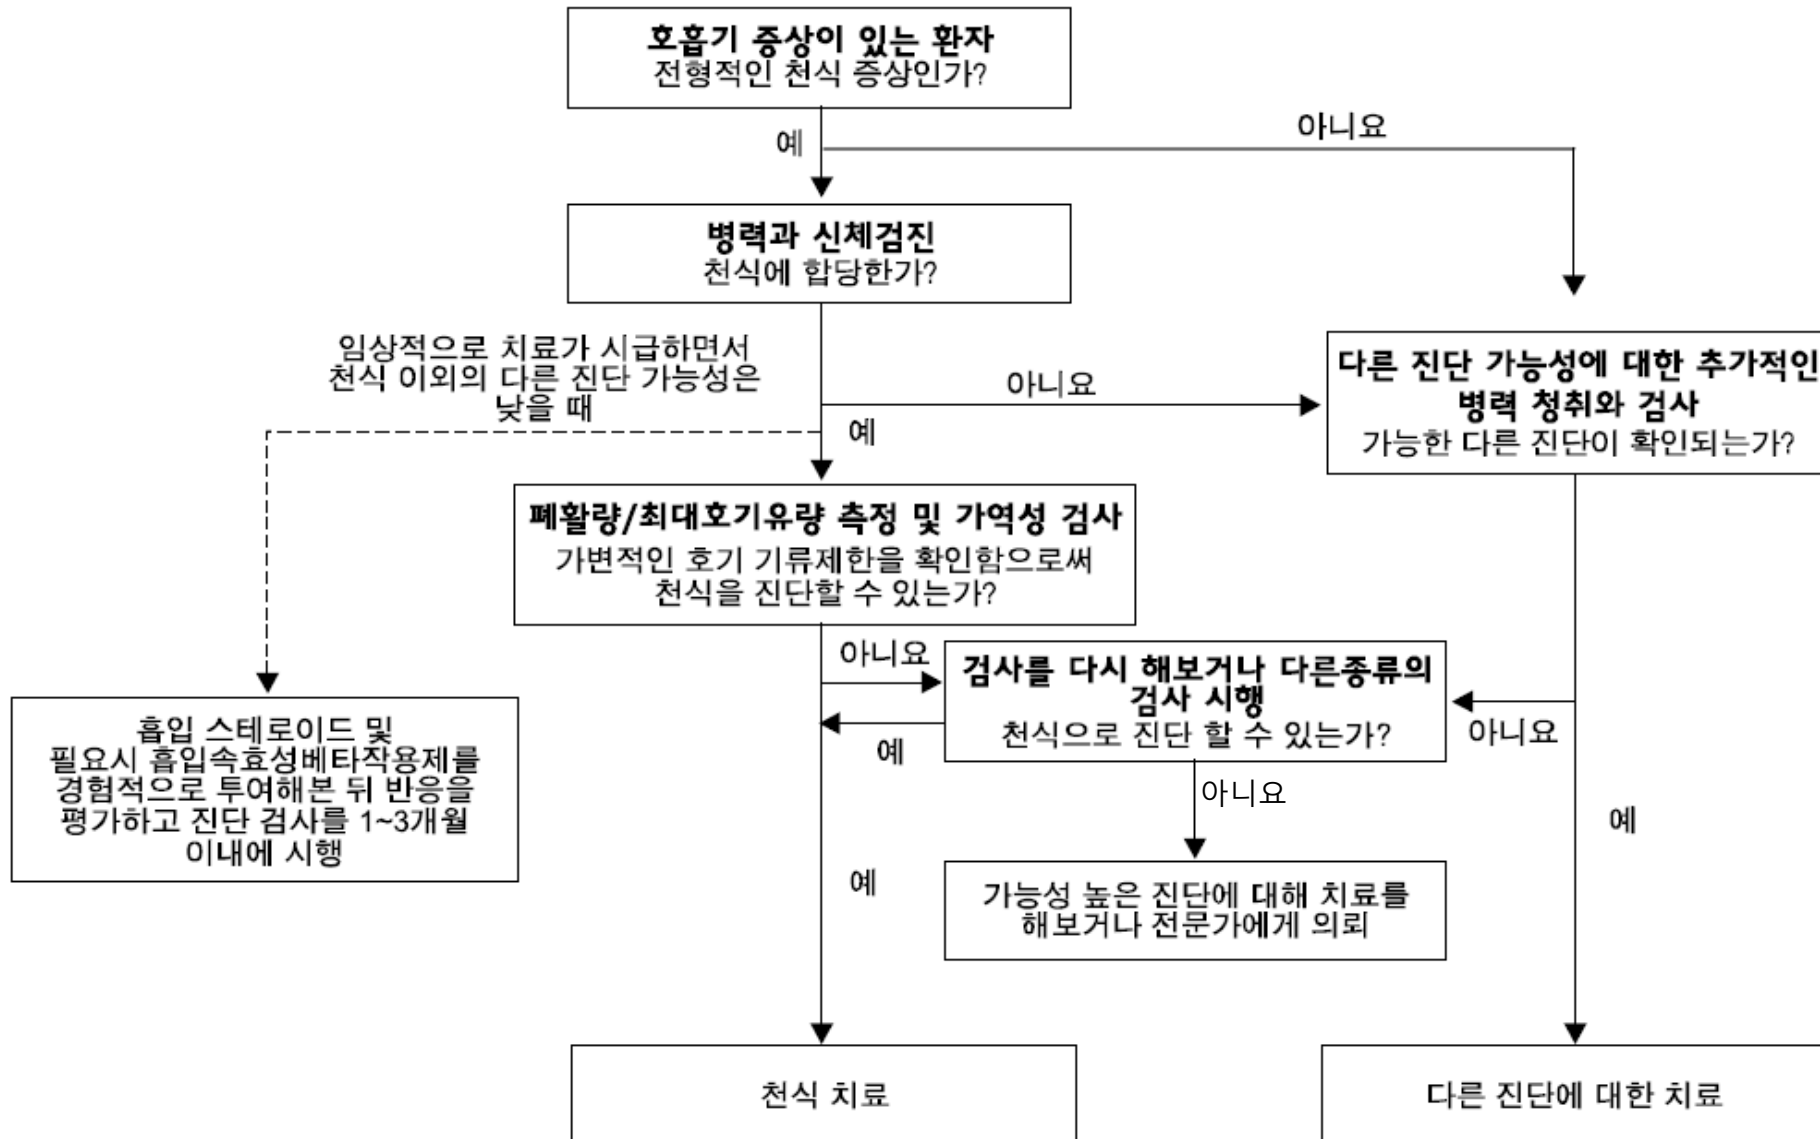 호흡기 증상이 있는 환자
전형적인 천식 증상인가?
예
아니요
병력과 신체검진
천식에 합당한가?
임상적으로 치료가 시급하면서
천식 이외의 다른 진단 가능성은
낮을 때
아니요
예
다른 진단 가능성에 대한 추가적인
병력 청취와 검사
가능한 다른 진단이 확인되는가?
폐활량/최대호기유량 측정 및 가역성 검사
가변적인 호기 기류제한을 확인함으로써
천식을 진단할 수 있는가?
아니요
예
검사를 다시 해보거나 다른종류의
검사 시행
천식으로 진단 할 수 있는가?
아니요
흡입 스테로이드 및
필요시 흡입속효성베타작용제를
경험적으로 투여해본 뒤 반응을
평가하고 진단 검사를 1~3개월
이내에 시행
아니요
예
예
가능성 높은 진단에 대해 치료를
해보거나 전문가에게 의뢰
천식 치료
다른 진단에 대한 치료